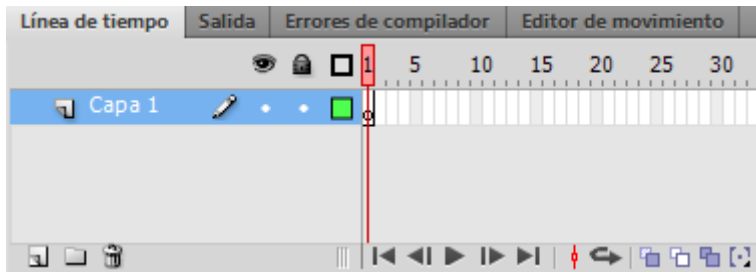 Línea de tiempo Salida Errores de compilador Editor de movimiento
1 5 10 15 20 25 30
Capa 1